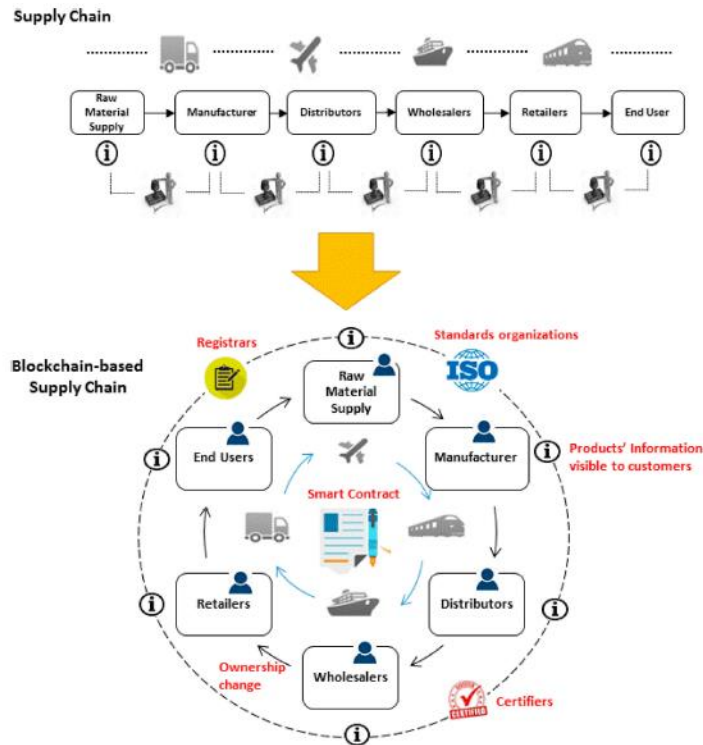 Supply Chain
Raw
Material
Supply
Manufacturer
Distributors
Wholesalers
Retailers
End User
i
i
i
i
i
i
Blockchain-based
Supply Chain
Registrars
i
Standards organizations
ISO
Raw
Material
Supply
End Users
Manufacturer
i
i
Products' Information
visible to customers
Smart Contract
Retailers
Distributors
i
i
Ownership
change
Wholesalers
CERTIFIED
Certifiers
i